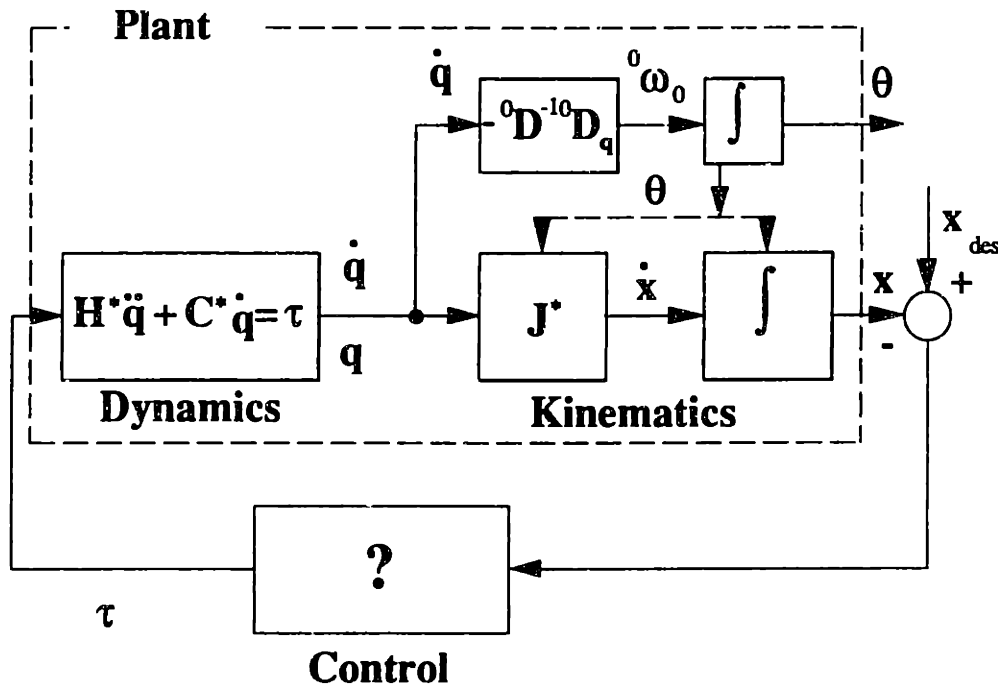 Plant
q̇
⁰ω₀
θ
-⁰D⁻¹⁰D_q
∫
θ
x_des
q̇
ẋ
x
+
H*q̈ + C*q̇ = τ
J*
∫
-
q
Dynamics
Kinematics
?
τ
Control